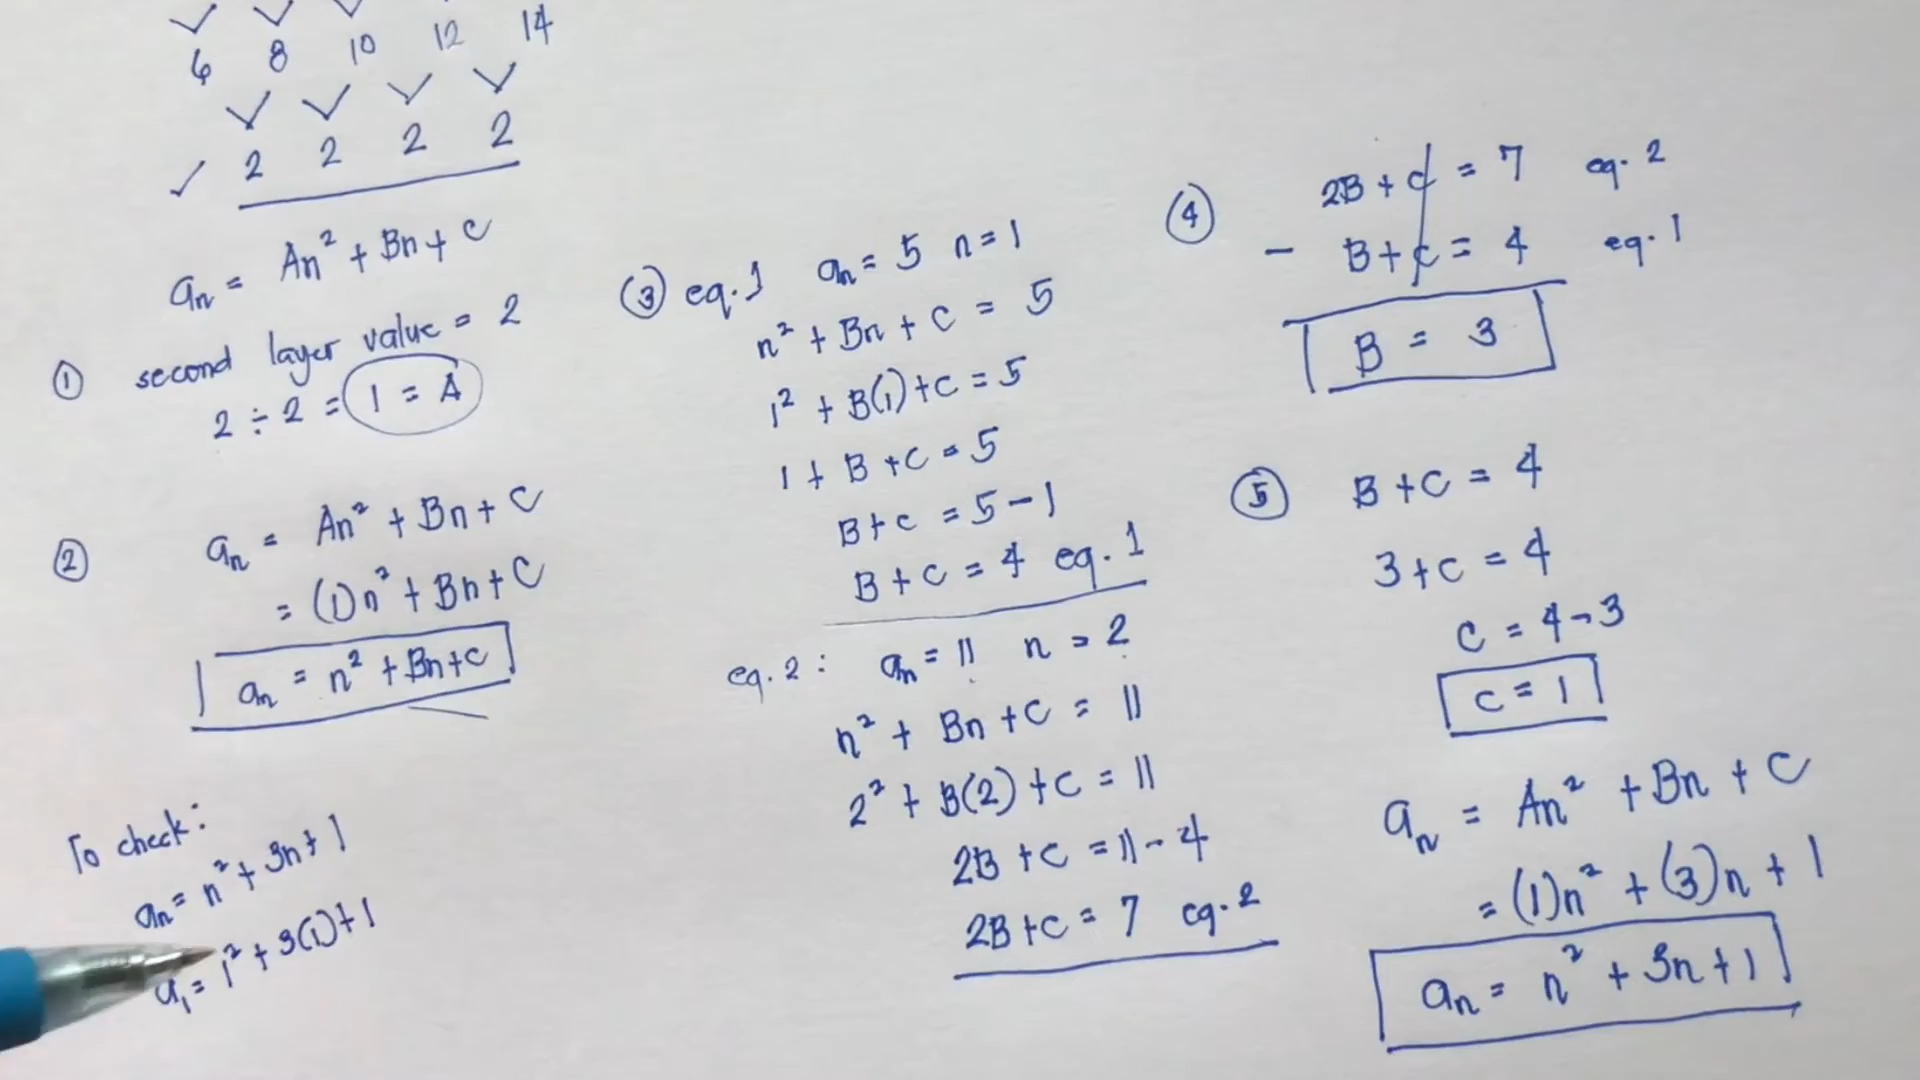 6 8 10 12 14
✓ 2 2 2 2
aₙ = An² + Bn + C
① second layer value = 2
2 ÷ 2 = 1 = A
② aₙ = An² + Bn + C
= (1)n² + Bn + C
aₙ = n² + Bn + C
To check:
aₙ = n² + 3n + 1
a₁ = 1² + 3(1) + 1
③ eq. 1 aₙ = 5 n = 1
n² + Bn + C = 5
1² + B(1) + C = 5
1 + B + C = 5
B + C = 5 - 1
B + C = 4 eq. 1
eq. 2 : aₙ = 11 n = 2
n² + Bn + C = 11
2² + B(2) + C = 11
2B + C = 11 - 4
2B + C = 7 eq. 2
④ 2B + C = 7 eq. 2
- B + C = 4 eq. 1
B = 3
⑤ B + C = 4
3 + C = 4
C = 4 - 3
C = 1
aₙ = An² + Bn + C
= (1)n² + (3)n + 1
aₙ = n² + 3n + 1